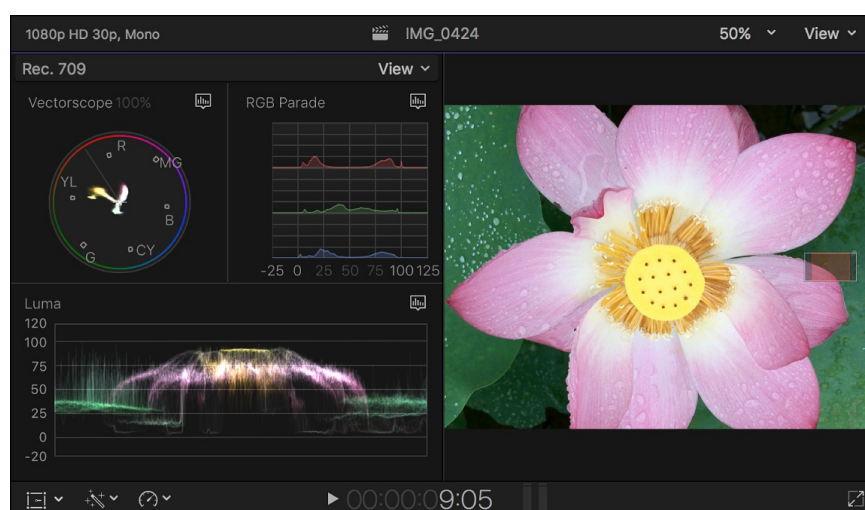 1080p HD 30p, Mono
IMG_0424
50%
View
Rec. 709
View
Vectorscope 100%
RGB Parade
R
MG
YL
B
G
CY
-25 0 25 50 75 100 125
Luma
120
100
75
50
25
0
-20
00:00:09:05